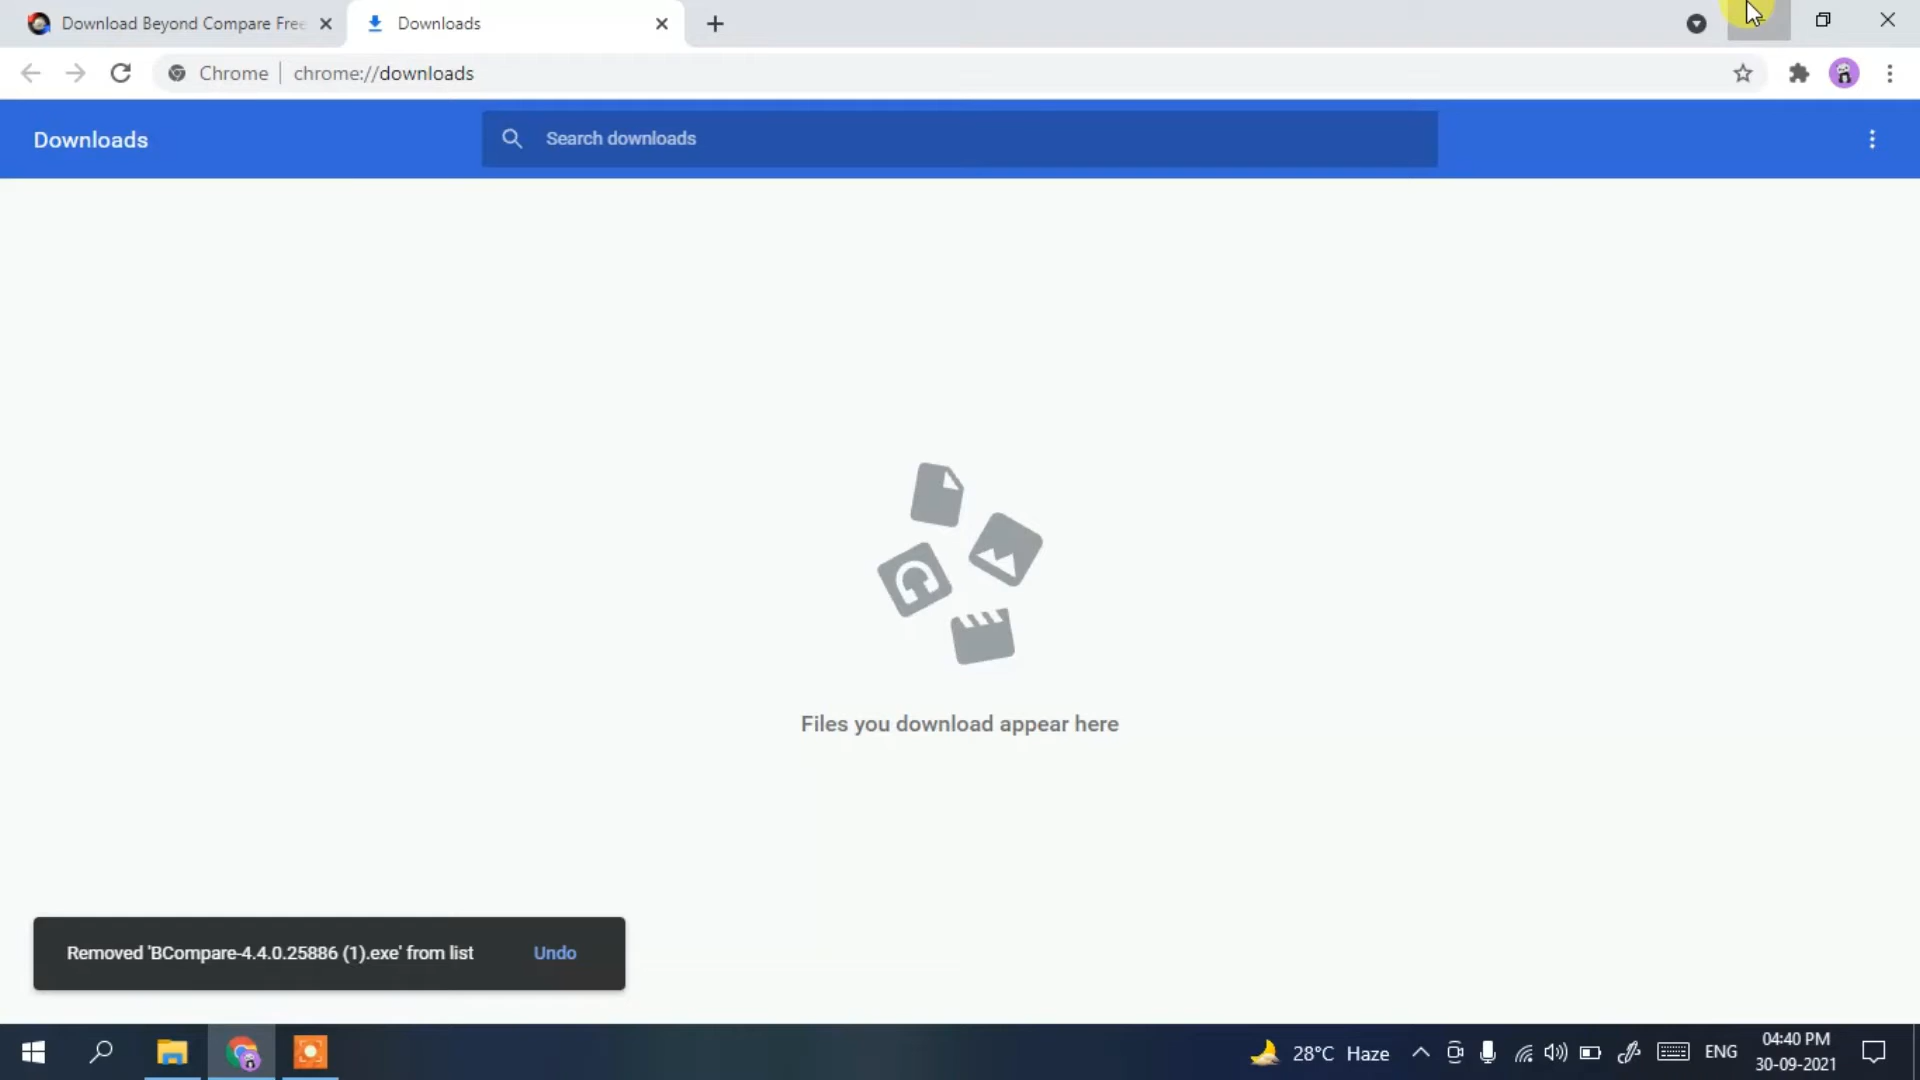 Download Beyond Compare Free
Downloads
Chrome
chrome://downloads
Downloads
Search downloads
Files you download appear here
Removed 'BCompare-4.4.0.25886 (1).exe' from list
Undo
28°C Haze
ENG
04:40 PM
30-09-2021